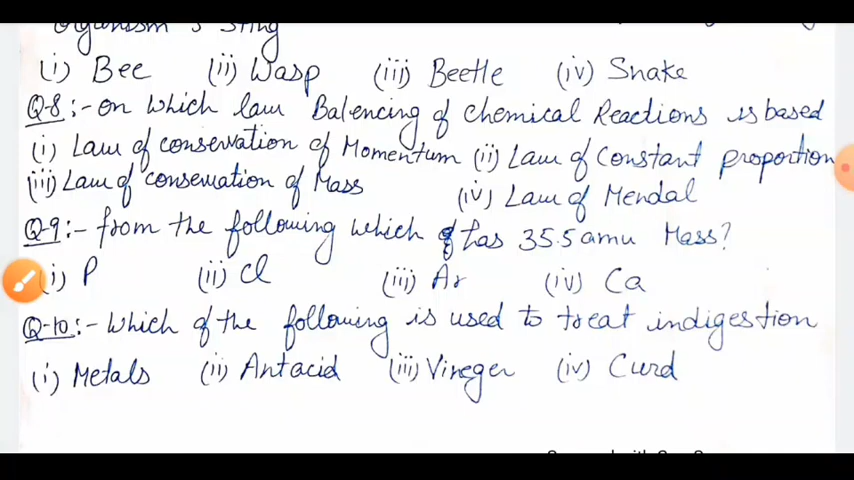 organism's sting
(i) Bee (ii) Wasp (iii) Beetle (iv) Snake
Q-8:- on which law Balencing of chemical Reactions is based
(i) Law of conservation of Momentum (ii) Law of Constant proportion
(iii) Law of conservation of Mass (iv) Law of Mendal
Q-9:- from the following which has 35.5 amu Mass?
(i) P (ii) Cl (iii) Ar (iv) Ca
Q-10:- Which of the following is used to treat indigestion
(i) Metals (ii) Antacid (iii) Vineger (iv) Curd